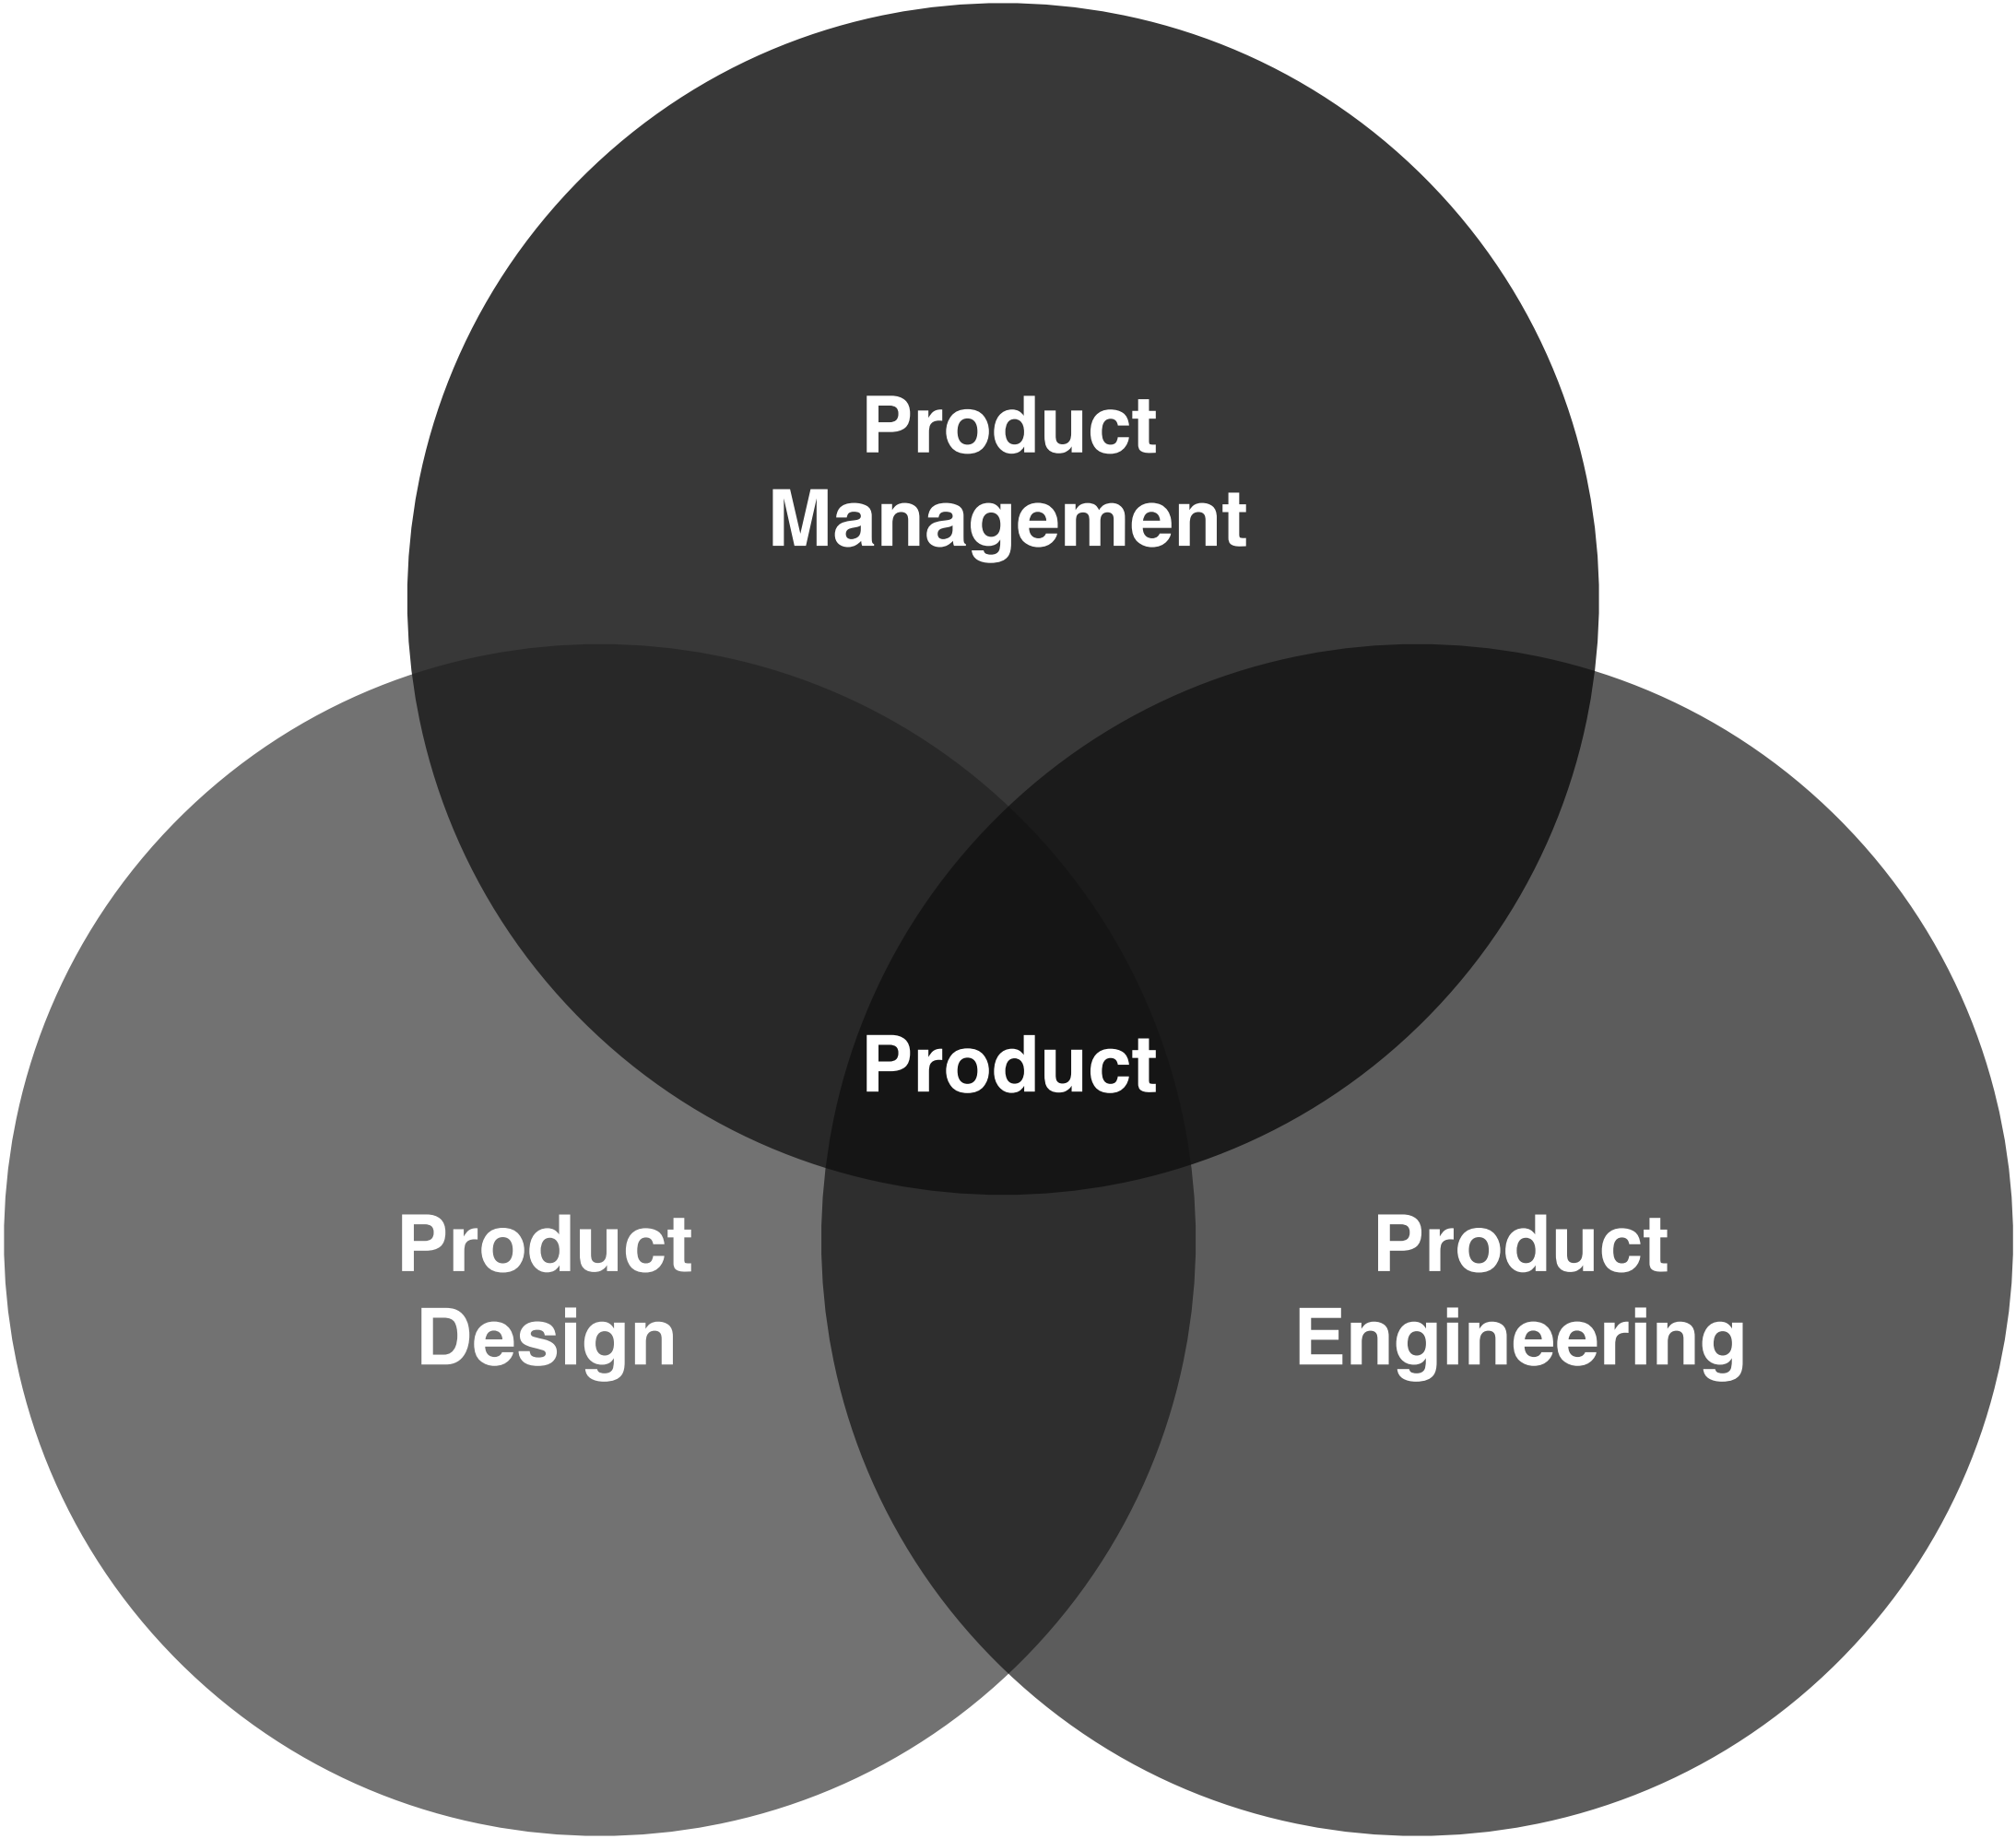 Product
Management
Product
Product
Design
Product
Engineering